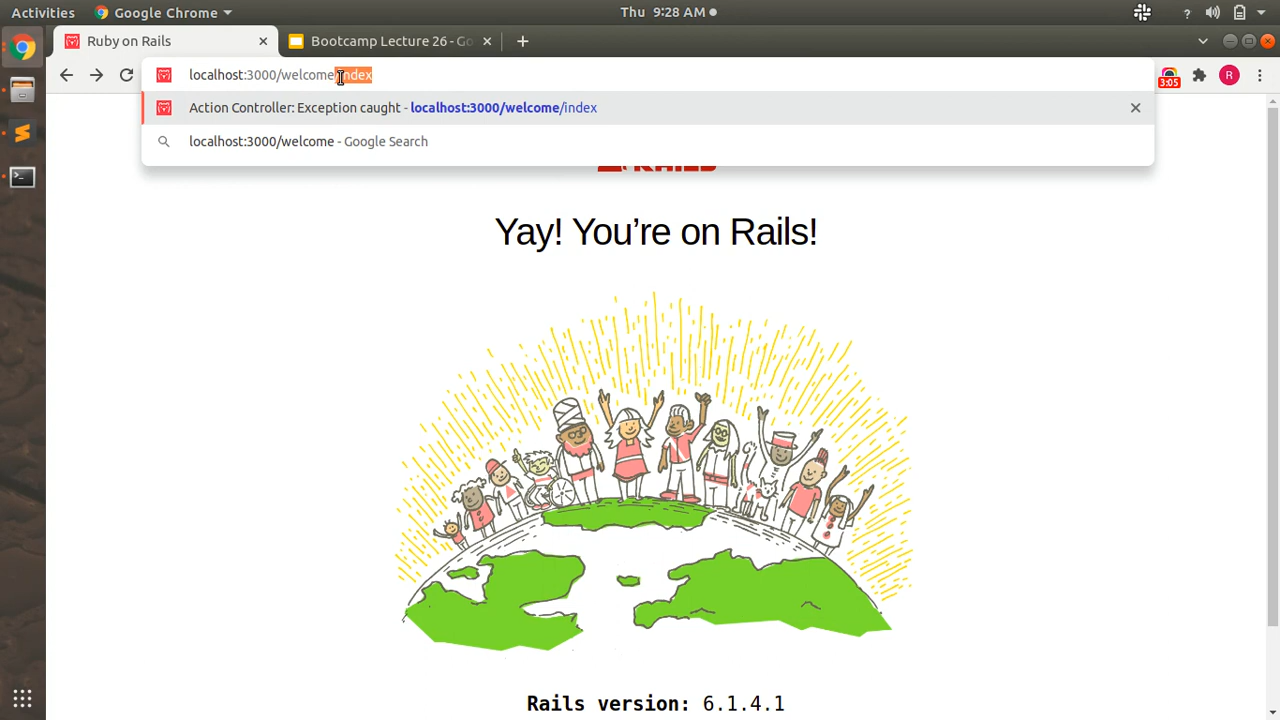 Activities Google Chrome Thu 9:28 AM ?
Ruby on Rails Bootcamp Lecture 26 - Go
localhost:3000/welcome/index 3:05 R
Action Controller: Exception caught - localhost:3000/welcome/index
localhost:3000/welcome - Google Search
Yay! You’re on Rails!
Rails version: 6.1.4.1